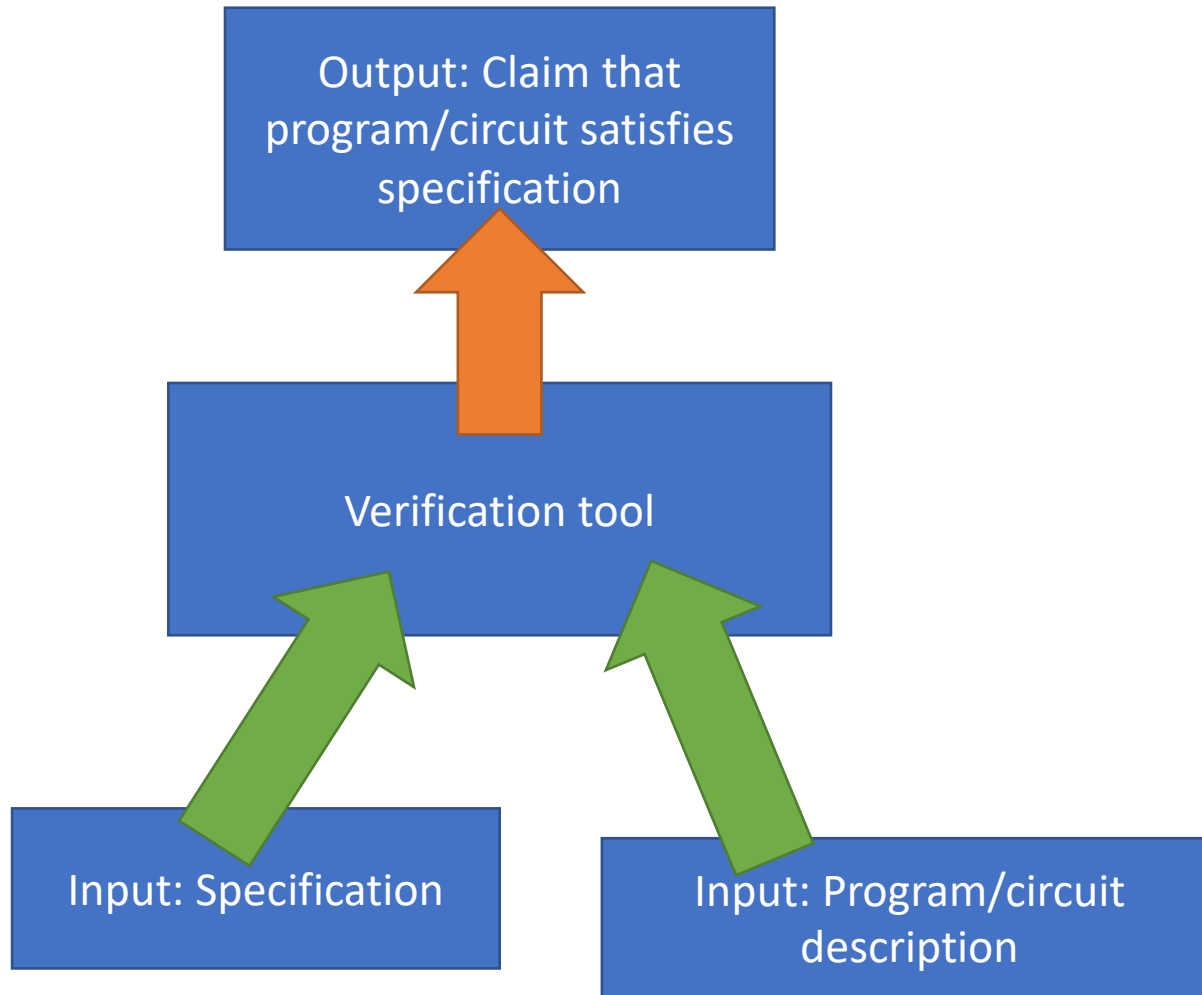 Output: Claim that
program/circuit satisfies
specification
Verification tool
Input: Specification
Input: Program/circuit
description